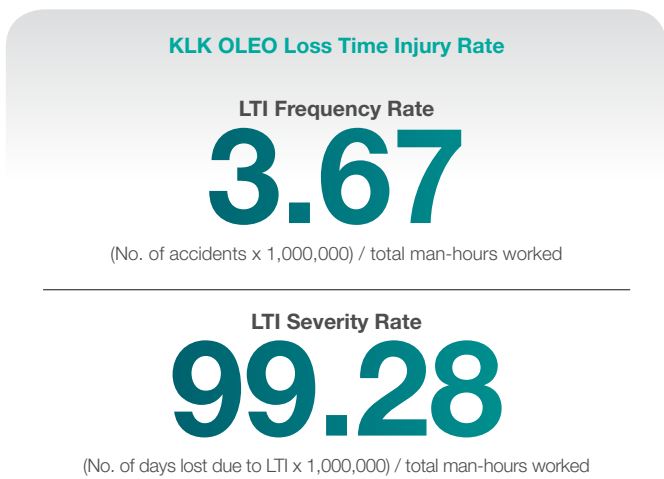 KLK OLEO Loss Time Injury Rate
LTI Frequency Rate
3.67
(No. of accidents x 1,000,000) / total man-hours worked
LTI Severity Rate
99.28
(No. of days lost due to LTI x 1,000,000) / total man-hours worked